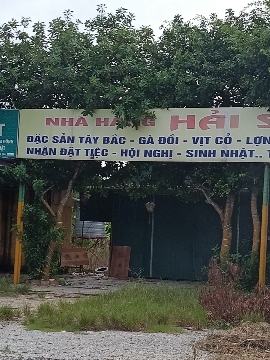 NHÀ HÀNG HẢI S
ĐẶC SẢN TÂY BẮC - GÀ ĐỒI - VỊT CỎ - LỢN
NHẬN ĐẶT TIỆC - HỘI NGHỊ - SINH NHẬT.. T